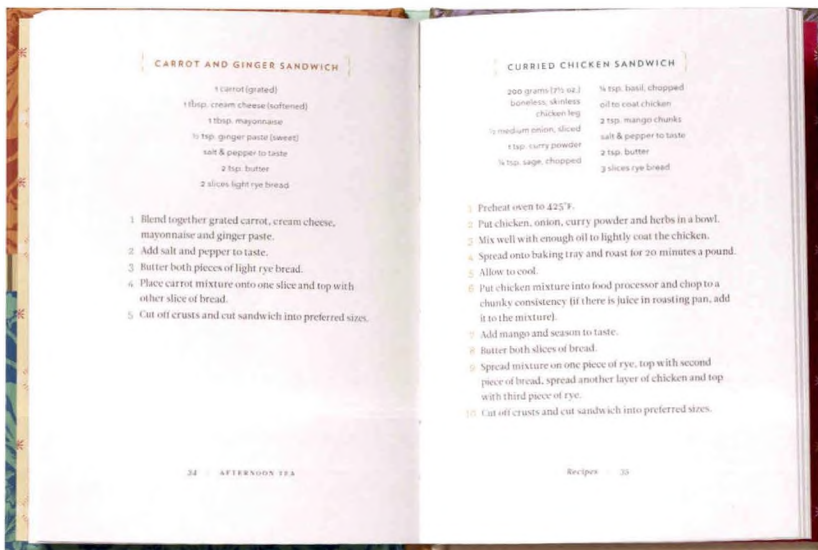 CARROT AND GINGER SANDWICH
1 carrot (grated)
1 tbsp. cream cheese (softened)
1 tbsp. mayonnaise
½ tsp. ginger paste (sweet)
salt & pepper to taste
2 tsp. butter
2 slices light rye bread
1 Blend together grated carrot, cream cheese,
mayonnaise and ginger paste.
2 Add salt and pepper to taste.
3 Butter both pieces of light rye bread.
4 Place carrot mixture onto one slice and top with
other slice of bread.
5 Cut off crusts and cut sandwich into preferred sizes.
34 AFTERNOON TEA
CURRIED CHICKEN SANDWICH
200 grams (7½ oz.)
boneless, skinless
chicken leg
½ medium onion, sliced
1 tsp. curry powder
¼ tsp. sage, chopped
¼ tsp. basil, chopped
oil to coat chicken
2 tsp. mango chunks
salt & pepper to taste
2 tsp. butter
3 slices rye bread
1 Preheat oven to 425°F.
2 Put chicken, onion, curry powder and herbs in a bowl.
3 Mix well with enough oil to lightly coat the chicken.
4 Spread onto baking tray and roast for 20 minutes a pound.
5 Allow to cool.
6 Put chicken mixture into food processor and chop to a
chunky consistency (if there is juice in roasting pan, add
it to the mixture).
7 Add mango and season to taste.
8 Butter both slices of bread.
9 Spread mixture on one piece of rye, top with second
piece of bread, spread another layer of chicken and top
with third piece of rye.
10 Cut off crusts and cut sandwich into preferred sizes.
Recipes 35